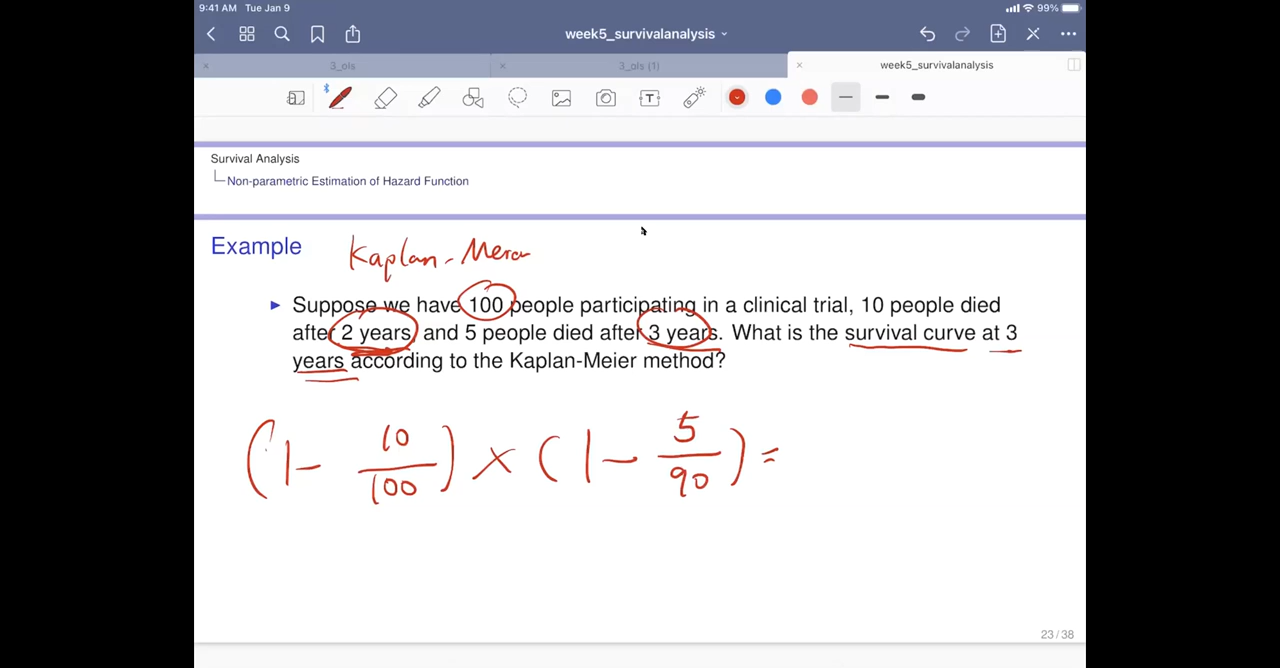 9:41 AM Tue Jan 9
99%
week5_survivalanalysis
3_ols
3_ols (1)
week5_survivalanalysis
Survival Analysis
Non-parametric Estimation of Hazard Function
Example
Kaplan-Meier
Suppose we have 100 people participating in a clinical trial, 10 people died
after 2 years, and 5 people died after 3 years. What is the survival curve at 3
years according to the Kaplan-Meier method?
(1 - 10/100) × (1 - 5/90) =
23 / 38